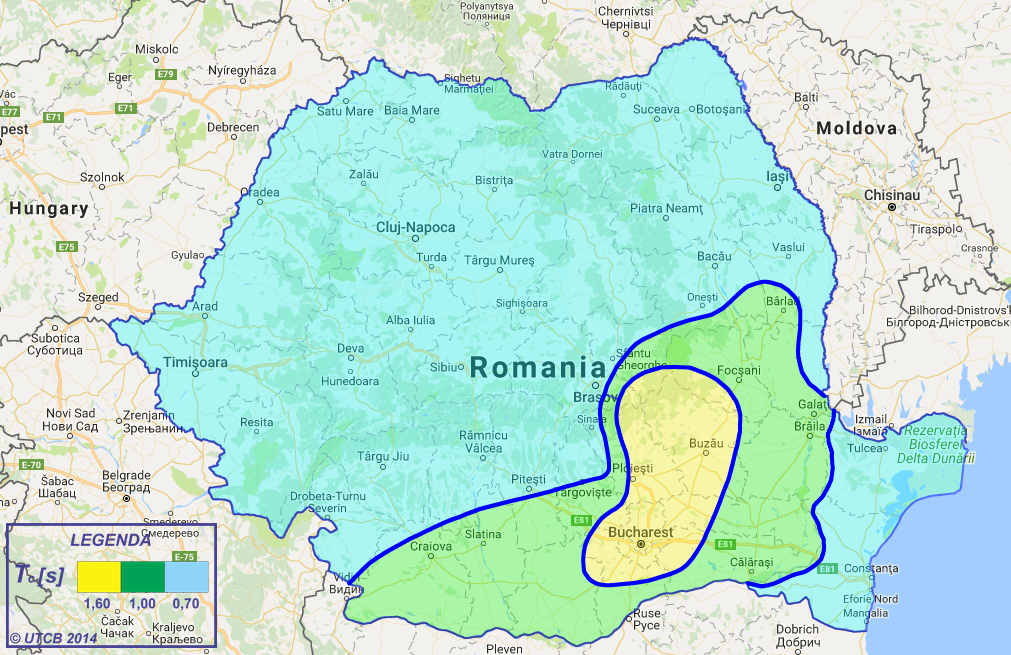 Polyanytsya
Поляниця
Chernivtsi
Чернівці
Miskolc
Nyíregyháza
Eger
E79
Sighetu
Marmației
Rădăuți
Vác
E77
E71
E71
Satu Mare
Baia Mare
Suceava
Botoșani
Bălți
pest
Debrecen
Moldova
Vatra Dornei
Szolnok
Zalău
Bistrița
Iași
Oradea
Chisinau
Hungary
Piatra Neamț
Cluj-Napoca
Tiraspol
E75
Gyula
Turda
Târgu Mureș
Bacău
Vaslui
Craснoe
Szeged
Arad
Sighișoara
Onești
Bârlad
Bilhorod-Dnistrovs'k
Білгород-Дністровськ
Subotica
Суботица
Alba Iulia
Timișoara
Deva
Hunedoara
Sibiu
Romania
Sfântu
Gheorghe
Focșani
Brașov
Galați
Novi Sad
Нови Сад
Zrenjanin
Зрењанин
Resita
Sinaia
Izmail
Ізмаїл
Brăila
Râmnicu
Vâlcea
Buzău
Tulcea
Rezervația
Biosferei
Delta Dunării
E-70
Târgu Jiu
Ploiești
Šabac
Шабац
Belgrade
Београд
Pitești
Târgoviște
Drobeta-Turnu
Severin
Smederevo
Смедерево
E81
Bucharest
Slatina
Craiova
E81
LEGENDA
E-75
Călărași
E81
Constanța
Tc [s]
Vidin
Видин
1,60
1,00
0,70
Eforie Nord
Mangalia
Ruse
Русе
Čačak
Чачак
Kraljevo
Краљево
Dobrich
Добрич
© UTCB 2014
Pleven